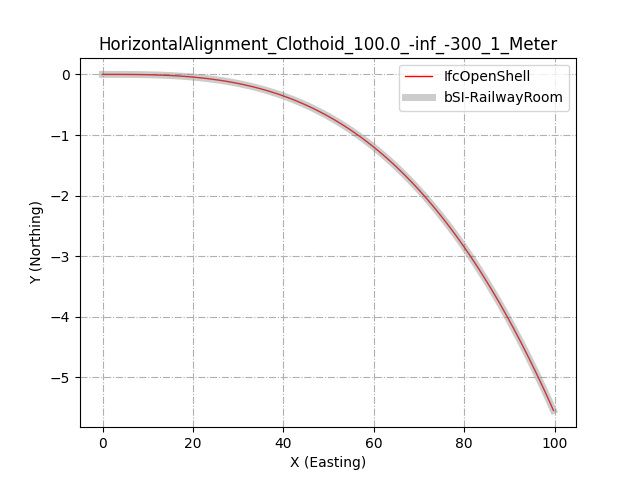 HorizontalAlignment_Clothoid_100.0_-inf_-300_1_Meter
IfcOpenShell
bSI-RailwayRoom
0
−1
−2
−3
−4
−5
Y (Northing)
0 20 40 60 80 100
X (Easting)